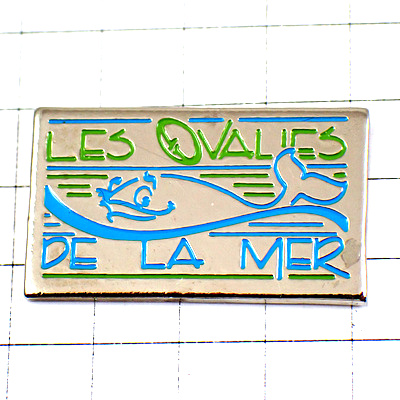 LES OVALIES
DE LA MER